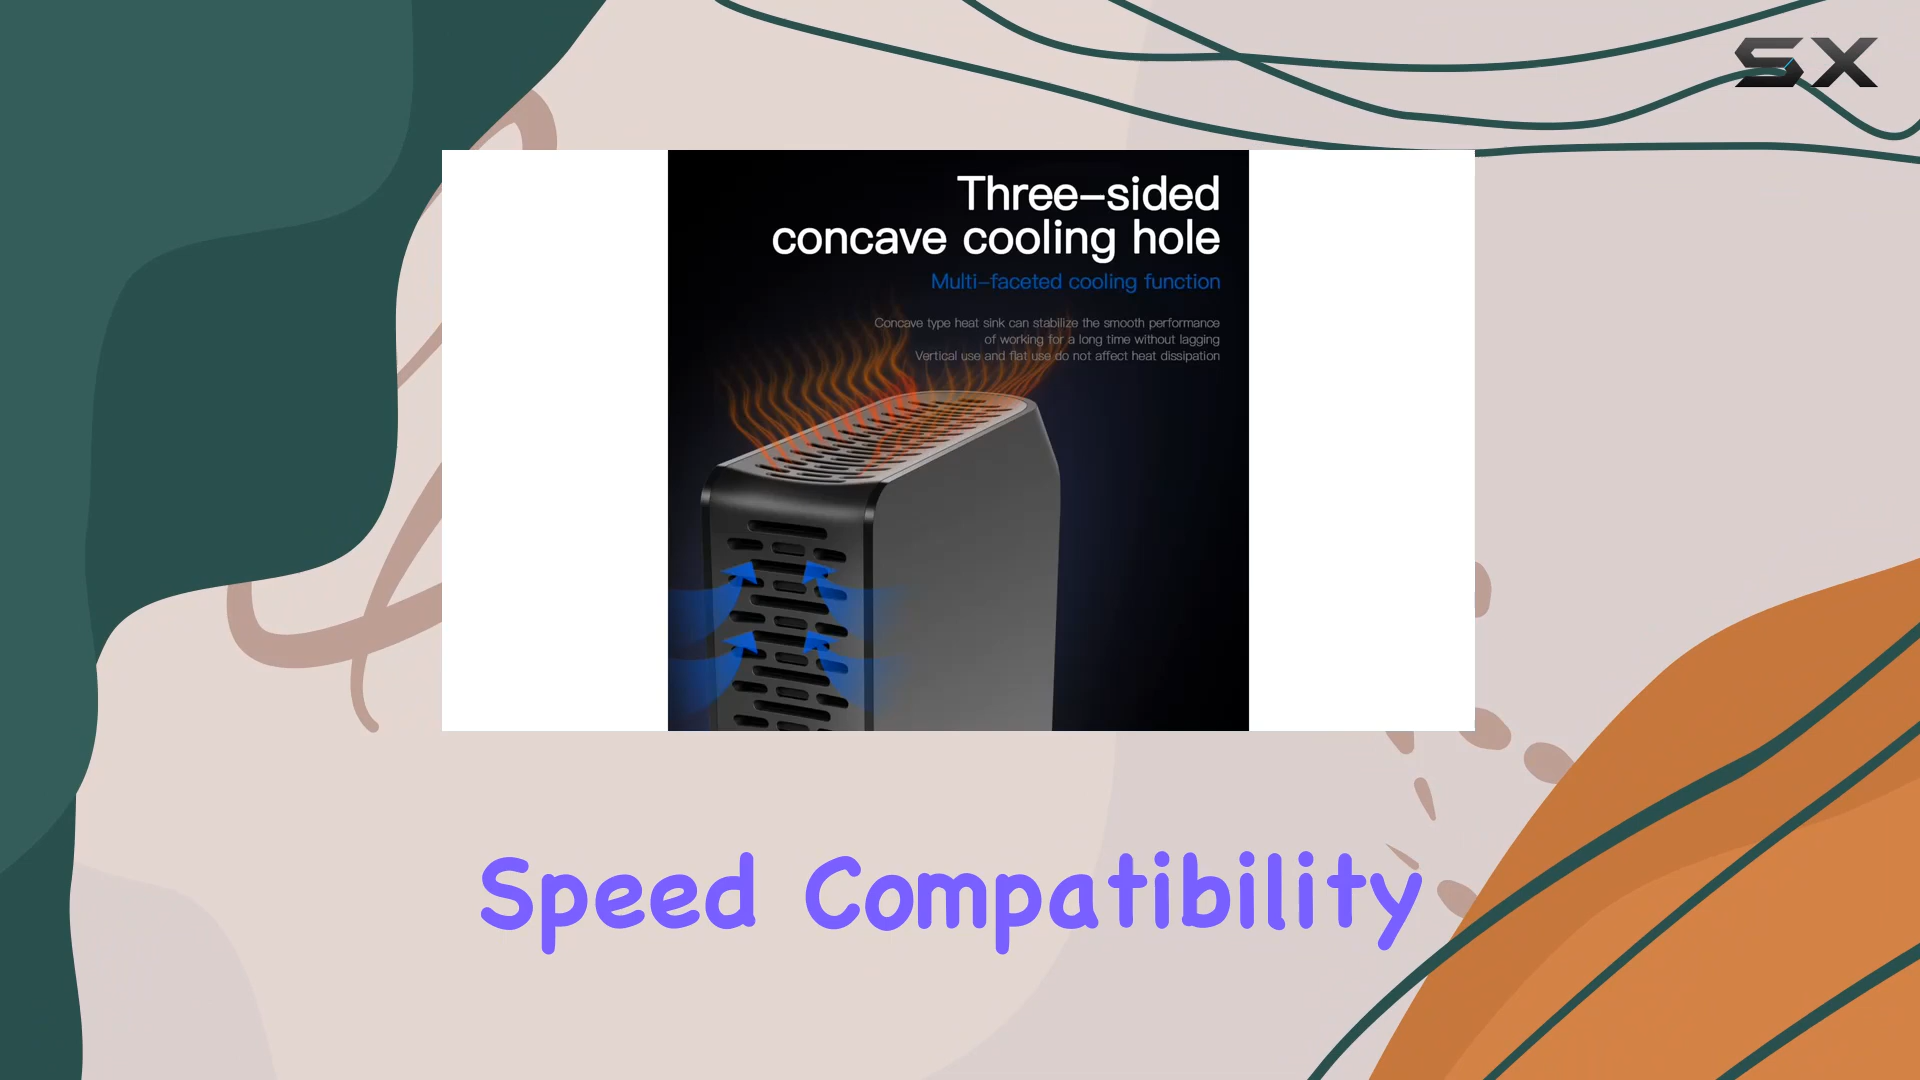 SX
Three-sided
concave cooling hole
Multi-faceted cooling function
Concave type heat sink can stabilize the smooth performance
of working for a long time without lagging
Vertical use and flat use do not affect heat dissipation
Speed Compatibility